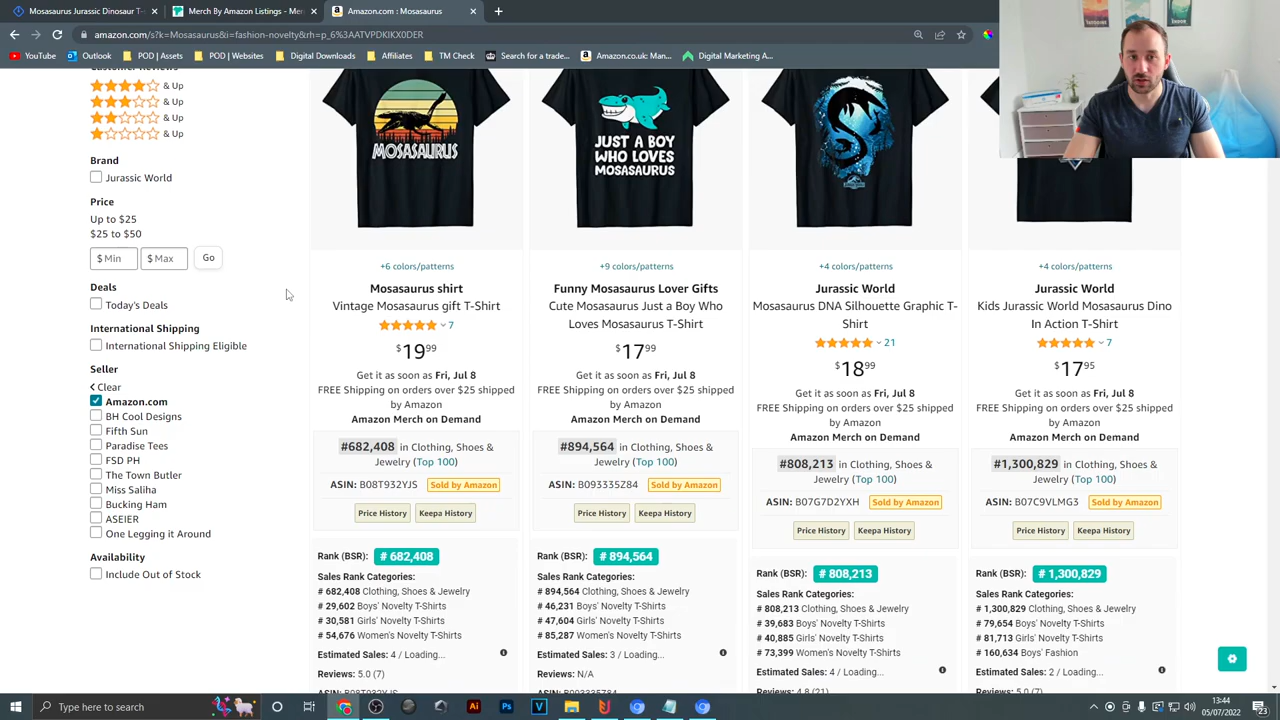 Mosasaurus Jurassic Dinosaur T-
Merch By Amazon Listings - Mer
Amazon.com : Mosasaurus
amazon.com/s?k=Mosasaurus&i=fashion-novelty&rh=p_6%3AATVPDKIKX0DER
YouTube
Outlook
POD | Assets
POD | Websites
Digital Downloads
Affiliates
TM Check
Search for a trade...
Amazon.co.uk: Man...
Digital Marketing A...
Customer Reviews
& Up
& Up
& Up
& Up
Brand
Jurassic World
Price
Up to $25
$25 to $50
$ Min
$ Max
Go
Deals
Today's Deals
International Shipping
International Shipping Eligible
Seller
Clear
Amazon.com
BH Cool Designs
Fifth Sun
Paradise Tees
FSD PH
The Town Butler
Miss Saliha
Bucking Ham
ASEIER
One Legging it Around
Availability
Include Out of Stock
MOSASAURUS
+6 colors/patterns
Mosasaurus shirt
Vintage Mosasaurus gift T-Shirt
7
$19 99
Get it as soon as Fri, Jul 8
FREE Shipping on orders over $25 shipped
by Amazon
Amazon Merch on Demand
#682,408 in Clothing, Shoes &
Jewelry (Top 100)
ASIN: B08T932YJS Sold by Amazon
Price History Keepa History
Rank (BSR): # 682,408
Sales Rank Categories:
# 682,408 Clothing, Shoes & Jewelry
# 29,602 Boys' Novelty T-Shirts
# 30,581 Girls' Novelty T-Shirts
# 54,676 Women's Novelty T-Shirts
Estimated Sales: 4 / Loading...
Reviews: 5.0 (7)
ASIN: B08T932YJS
JUST A BOY
WHO LOVES
MOSASAURUS
+9 colors/patterns
Funny Mosasaurus Lover Gifts
Cute Mosasaurus Just a Boy Who
Loves Mosasaurus T-Shirt
$17 99
Get it as soon as Fri, Jul 8
FREE Shipping on orders over $25 shipped
by Amazon
Amazon Merch on Demand
#894,564 in Clothing, Shoes &
Jewelry (Top 100)
ASIN: B093335Z84 Sold by Amazon
Price History Keepa History
Rank (BSR): # 894,564
Sales Rank Categories:
# 894,564 Clothing, Shoes & Jewelry
# 46,231 Boys' Novelty T-Shirts
# 47,604 Girls' Novelty T-Shirts
# 85,287 Women's Novelty T-Shirts
Estimated Sales: 3 / Loading...
Reviews: N/A
ASIN: B093335Z84
+4 colors/patterns
Jurassic World
Mosasaurus DNA Silhouette Graphic T-
Shirt
21
$18 99
Get it as soon as Fri, Jul 8
FREE Shipping on orders over $25 shipped
by Amazon
Amazon Merch on Demand
#808,213 in Clothing, Shoes &
Jewelry (Top 100)
ASIN: B07G7D2YXH Sold by Amazon
Price History Keepa History
Rank (BSR): # 808,213
Sales Rank Categories:
# 808,213 Clothing, Shoes & Jewelry
# 39,683 Boys' Novelty T-Shirts
# 40,885 Girls' Novelty T-Shirts
# 73,399 Women's Novelty T-Shirts
Estimated Sales: 4 / Loading...
Reviews: 4.8 (21)
+4 colors/patterns
Jurassic World
Kids Jurassic World Mosasaurus Dino
In Action T-Shirt
7
$17 95
Get it as soon as Fri, Jul 8
FREE Shipping on orders over $25 shipped
by Amazon
Amazon Merch on Demand
#1,300,829 in Clothing, Shoes &
Jewelry (Top 100)
ASIN: B07C9VLMG3 Sold by Amazon
Price History Keepa History
Rank (BSR): # 1,300,829
Sales Rank Categories:
# 1,300,829 Clothing, Shoes & Jewelry
# 79,654 Boys' Novelty T-Shirts
# 81,713 Girls' Novelty T-Shirts
# 160,634 Boys' Fashion
Estimated Sales: 2 / Loading...
Reviews: 5.0 (7)
Type here to search
13:44
05/07/2022